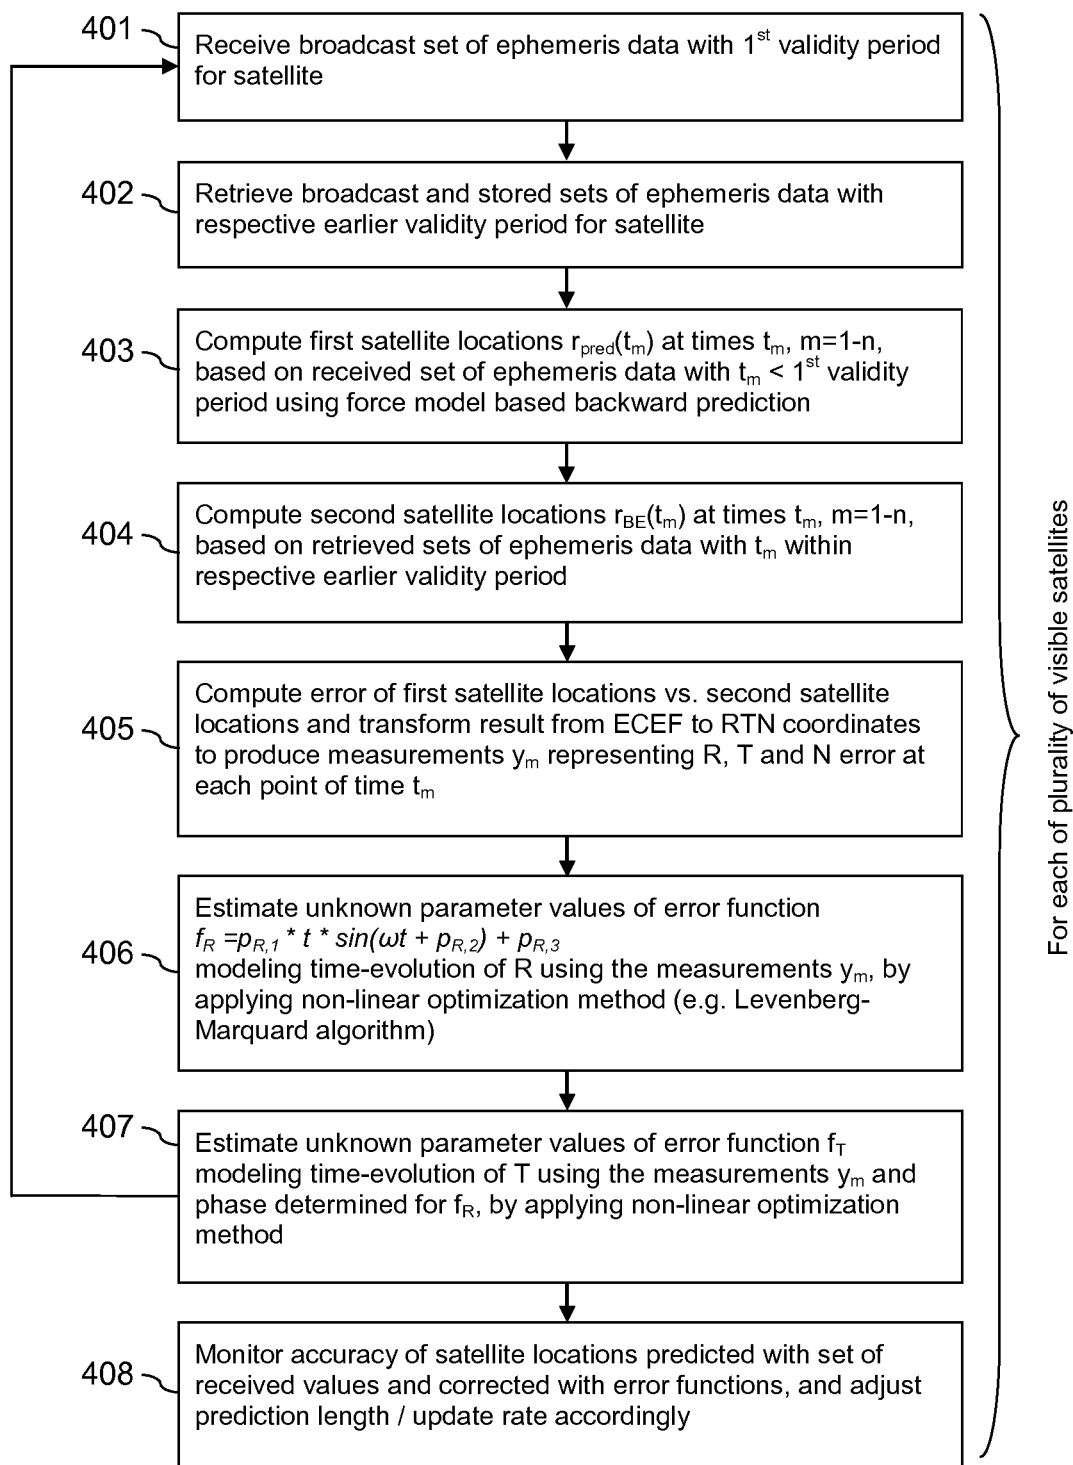 401
Receive broadcast set of ephemeris data with 1st validity period
for satellite
402
Retrieve broadcast and stored sets of ephemeris data with
respective earlier validity period for satellite
403
Compute first satellite locations rpred(tm) at times tm, m=1-n,
based on received set of ephemeris data with tm < 1st validity
period using force model based backward prediction
404
Compute second satellite locations rBE(tm) at times tm, m=1-n,
based on retrieved sets of ephemeris data with tm within
respective earlier validity period
405
Compute error of first satellite locations vs. second satellite
locations and transform result from ECEF to RTN coordinates
to produce measurements ym representing R, T and N error at
each point of time tm
406
Estimate unknown parameter values of error function
fR =pR,1 * t * sin(ωt + pR,2) + pR,3
modeling time-evolution of R using the measurements ym, by
applying non-linear optimization method (e.g. Levenberg-
Marquard algorithm)
407
Estimate unknown parameter values of error function fT
modeling time-evolution of T using the measurements ym and
phase determined for fR, by applying non-linear optimization
method
408
Monitor accuracy of satellite locations predicted with set of
received values and corrected with error functions, and adjust
prediction length / update rate accordingly
For each of plurality of visible satellites